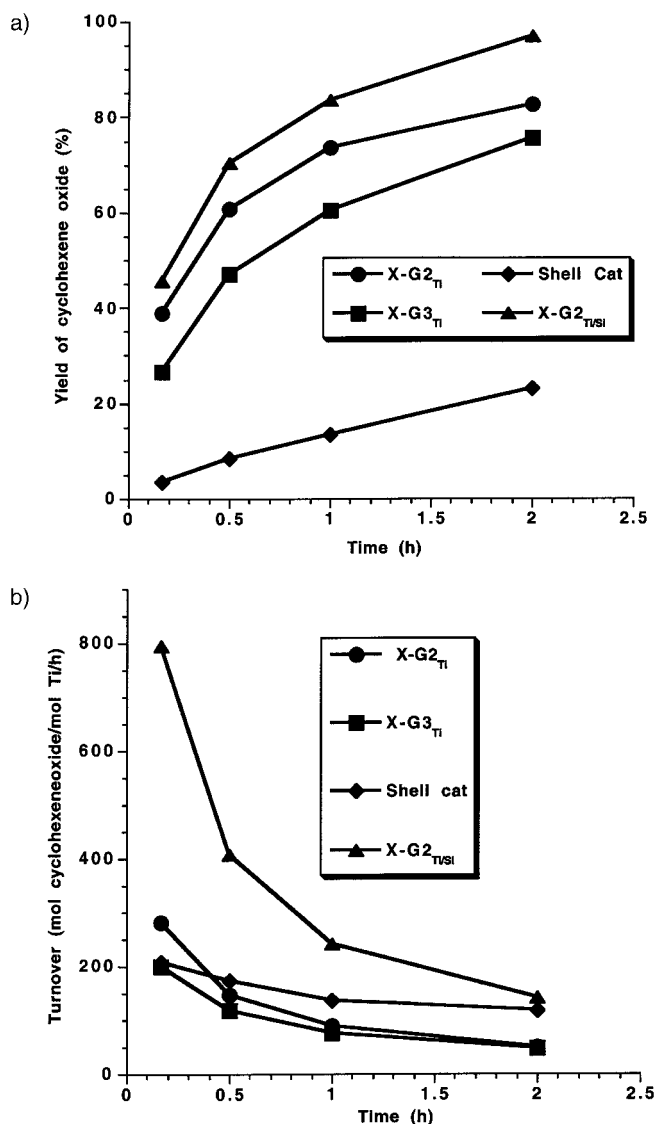 a)
100
80
60
40
20
0
Yield of cyclohexene oxide (%)
X-G2Ti
Shell Cat
X-G3Ti
X-G2Ti/Si
0
0.5
1
1.5
2
2.5
Time (h)
b)
800
600
400
200
0
Turnover (mol cyclohexeneoxide/mol Ti/h)
X-G2Ti
X-G3Ti
Shell cat
X-G2Ti/Si
0
0.5
1
1.5
2
2.5
Time (h)